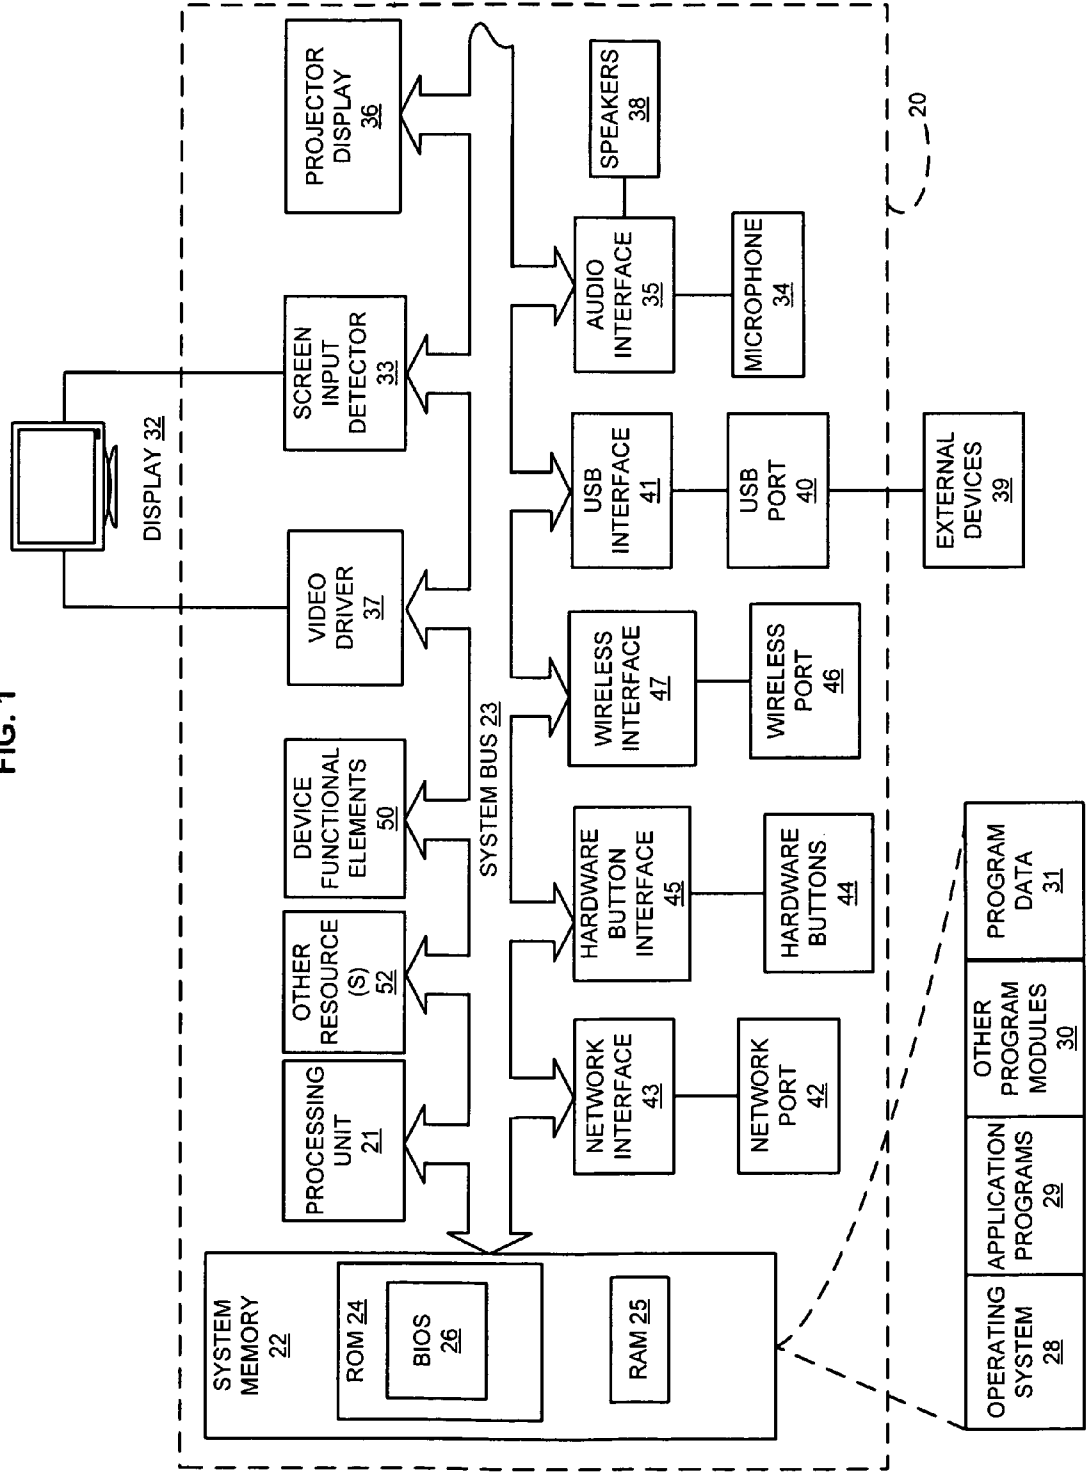 FIG. 1
DISPLAY 32
SYSTEM
MEMORY
22
ROM 24
BIOS
26
RAM 25
PROCESSING
UNIT
21
OTHER
RESOURCE
(S)
52
DEVICE
FUNCTIONAL
ELEMENTS
50
VIDEO
DRIVER
37
SCREEN
INPUT
DETECTOR
33
PROJECTOR
DISPLAY
36
SYSTEM BUS 23
NETWORK
INTERFACE
43
HARDWARE
BUTTON
INTERFACE
45
WIRELESS
INTERFACE
47
USB
INTERFACE
41
AUDIO
INTERFACE
35
SPEAKERS
38
NETWORK
PORT
42
HARDWARE
BUTTONS.
44
WIRELESS
PORT
46
USB
PORT
40
MICROPHONE
34
20
OPERATING
SYSTEM
28
APPLICATION
PROGRAMS
29
OTHER
PROGRAM
MODULES
30
PROGRAM
DATA
31
EXTERNAL
DEVICES
39